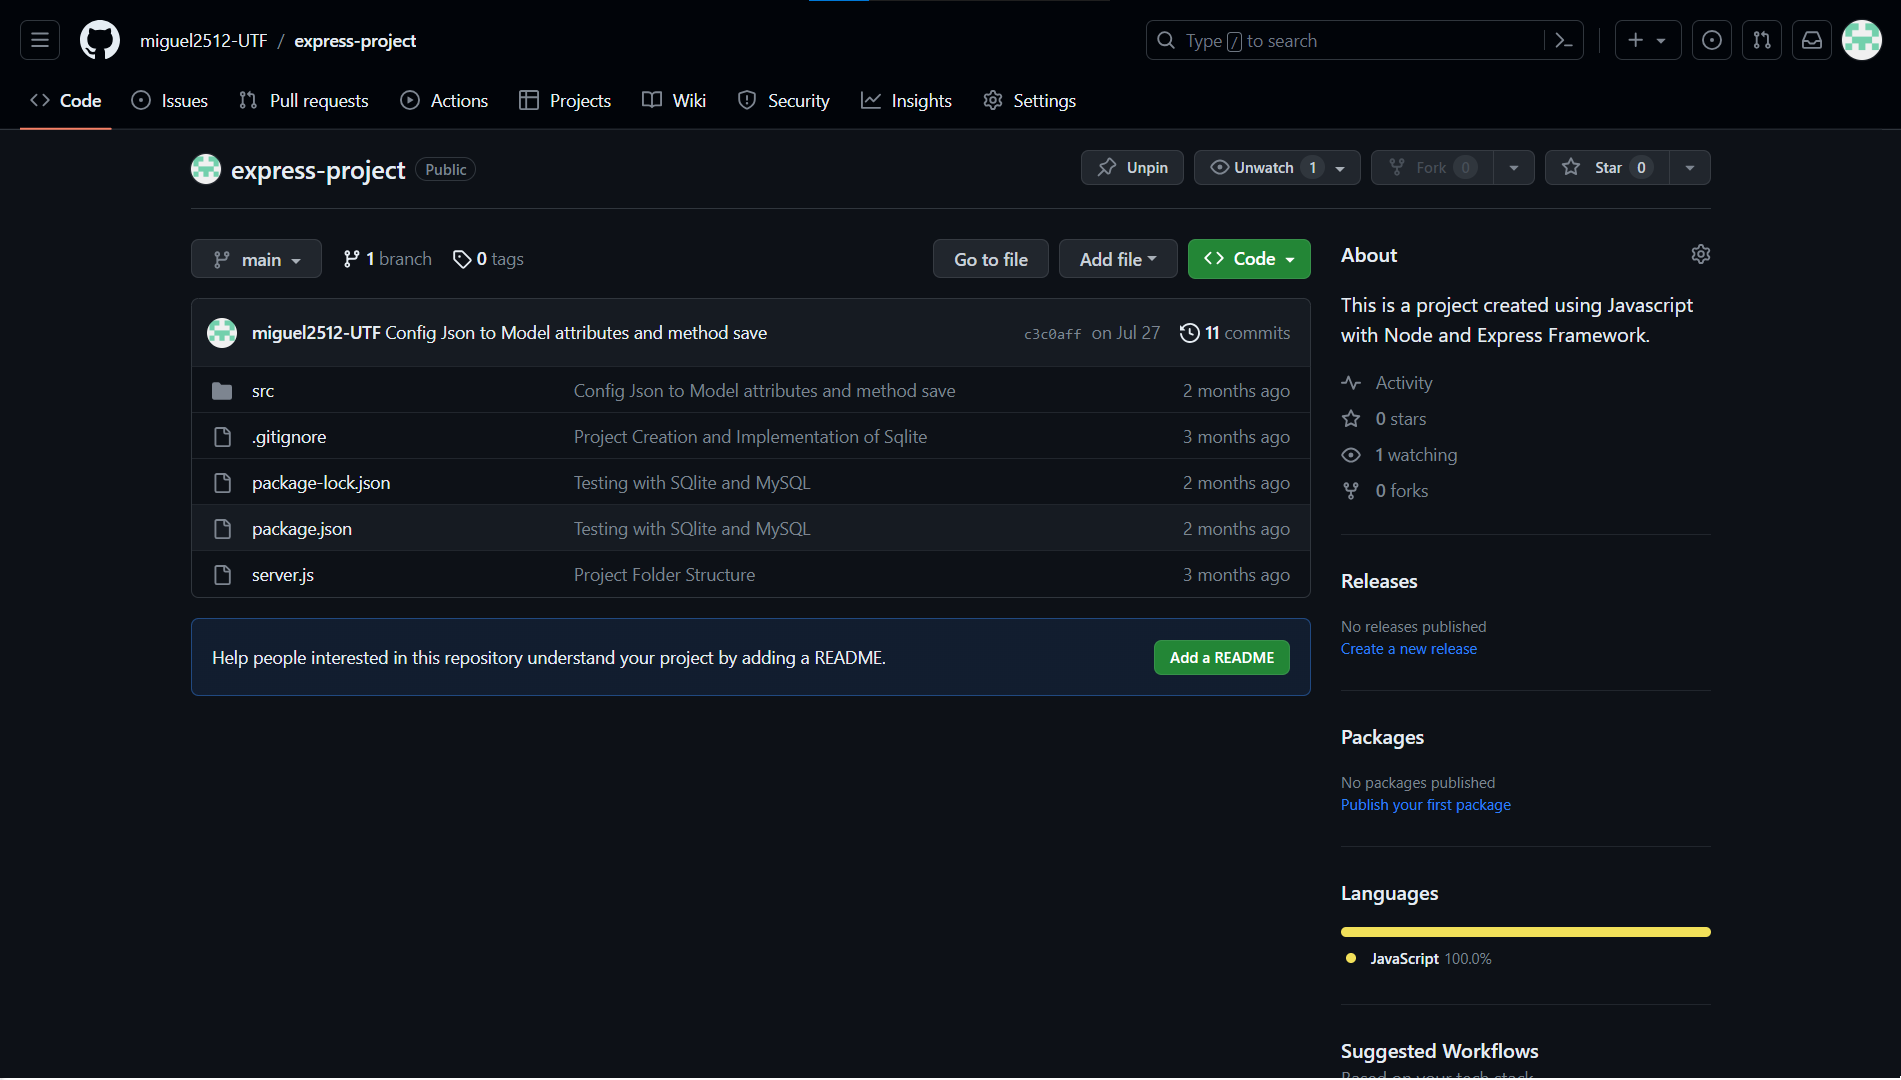 miguel2512-UTF / express-project
Type / to search
Code Issues Pull requests Actions Projects Wiki Security Insights Settings
express-project Public
Unpin Unwatch 1 Fork 0 Star 0
main 1 branch 0 tags
Go to file Add file Code
miguel2512-UTF Config Json to Model attributes and method save c3c0aff on Jul 27 11 commits
src Config Json to Model attributes and method save 2 months ago
.gitignore Project Creation and Implementation of Sqlite 3 months ago
package-lock.json Testing with SQlite and MySQL 2 months ago
package.json Testing with SQlite and MySQL 2 months ago
server.js Project Folder Structure 3 months ago
Help people interested in this repository understand your project by adding a README. Add a README
About
This is a project created using Javascript
with Node and Express Framework.
Activity
0 stars
1 watching
0 forks
Releases
No releases published
Create a new release
Packages
No packages published
Publish your first package
Languages
JavaScript 100.0%
Suggested Workflows
Based on your tech stack